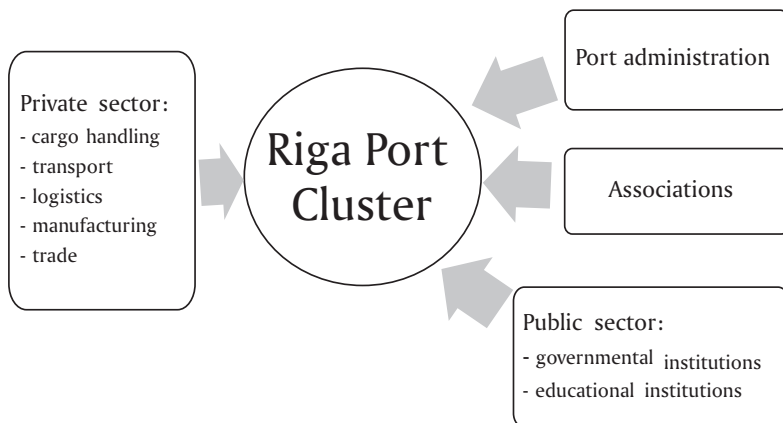 Private sector:
- cargo handling
- transport
- logistics
- manufacturing
- trade
Riga Port
Cluster
Port administration
Associations
Public sector:
- governmental institutions
- educational institutions